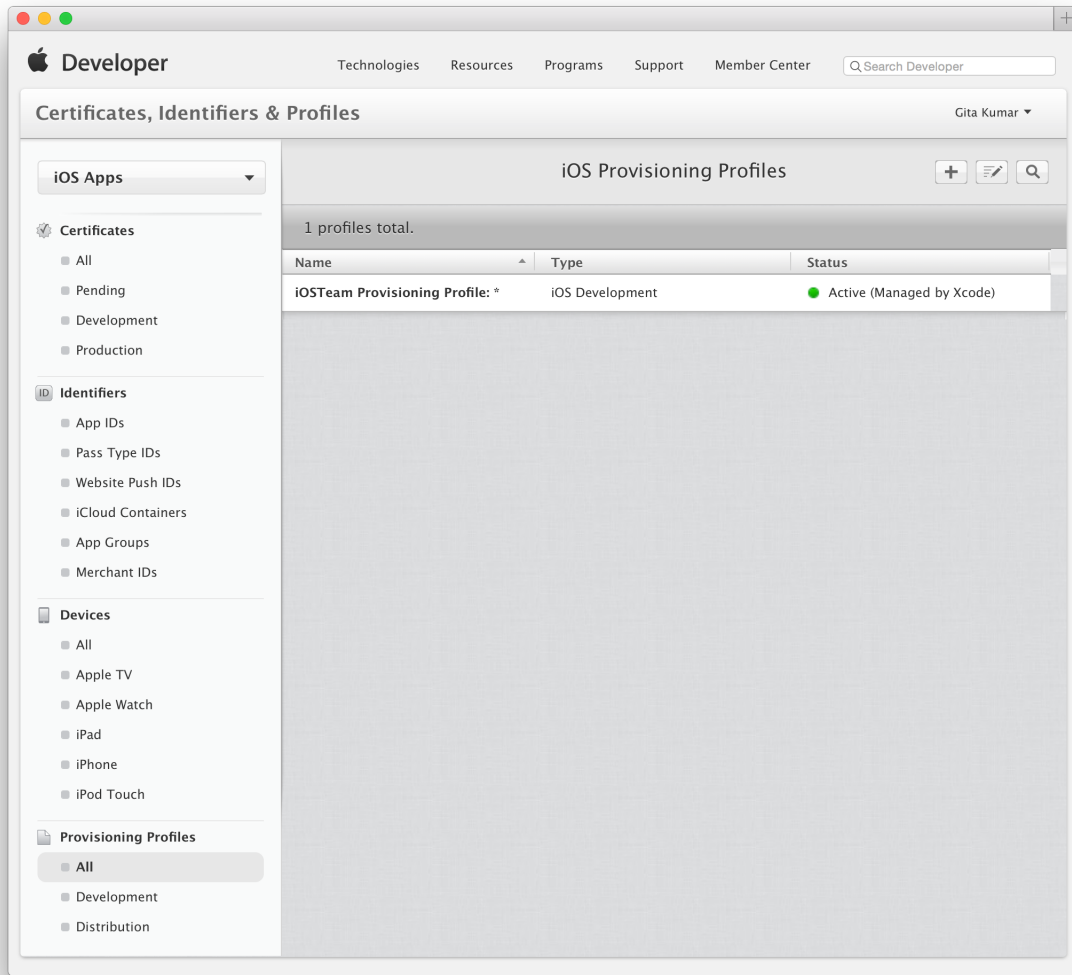 Developer
Technologies Resources Programs Support Member Center Search Developer
Certificates, Identifiers & Profiles Gita Kumar
iOS Apps
Certificates
All
Pending
Development
Production
ID Identifiers
App IDs
Pass Type IDs
Website Push IDs
iCloud Containers
App Groups
Merchant IDs
Devices
All
Apple TV
Apple Watch
iPad
iPhone
iPod Touch
Provisioning Profiles
All
Development
Distribution
iOS Provisioning Profiles
1 profiles total.
Name Type Status
iOSTeam Provisioning Profile: * iOS Development Active (Managed by Xcode)